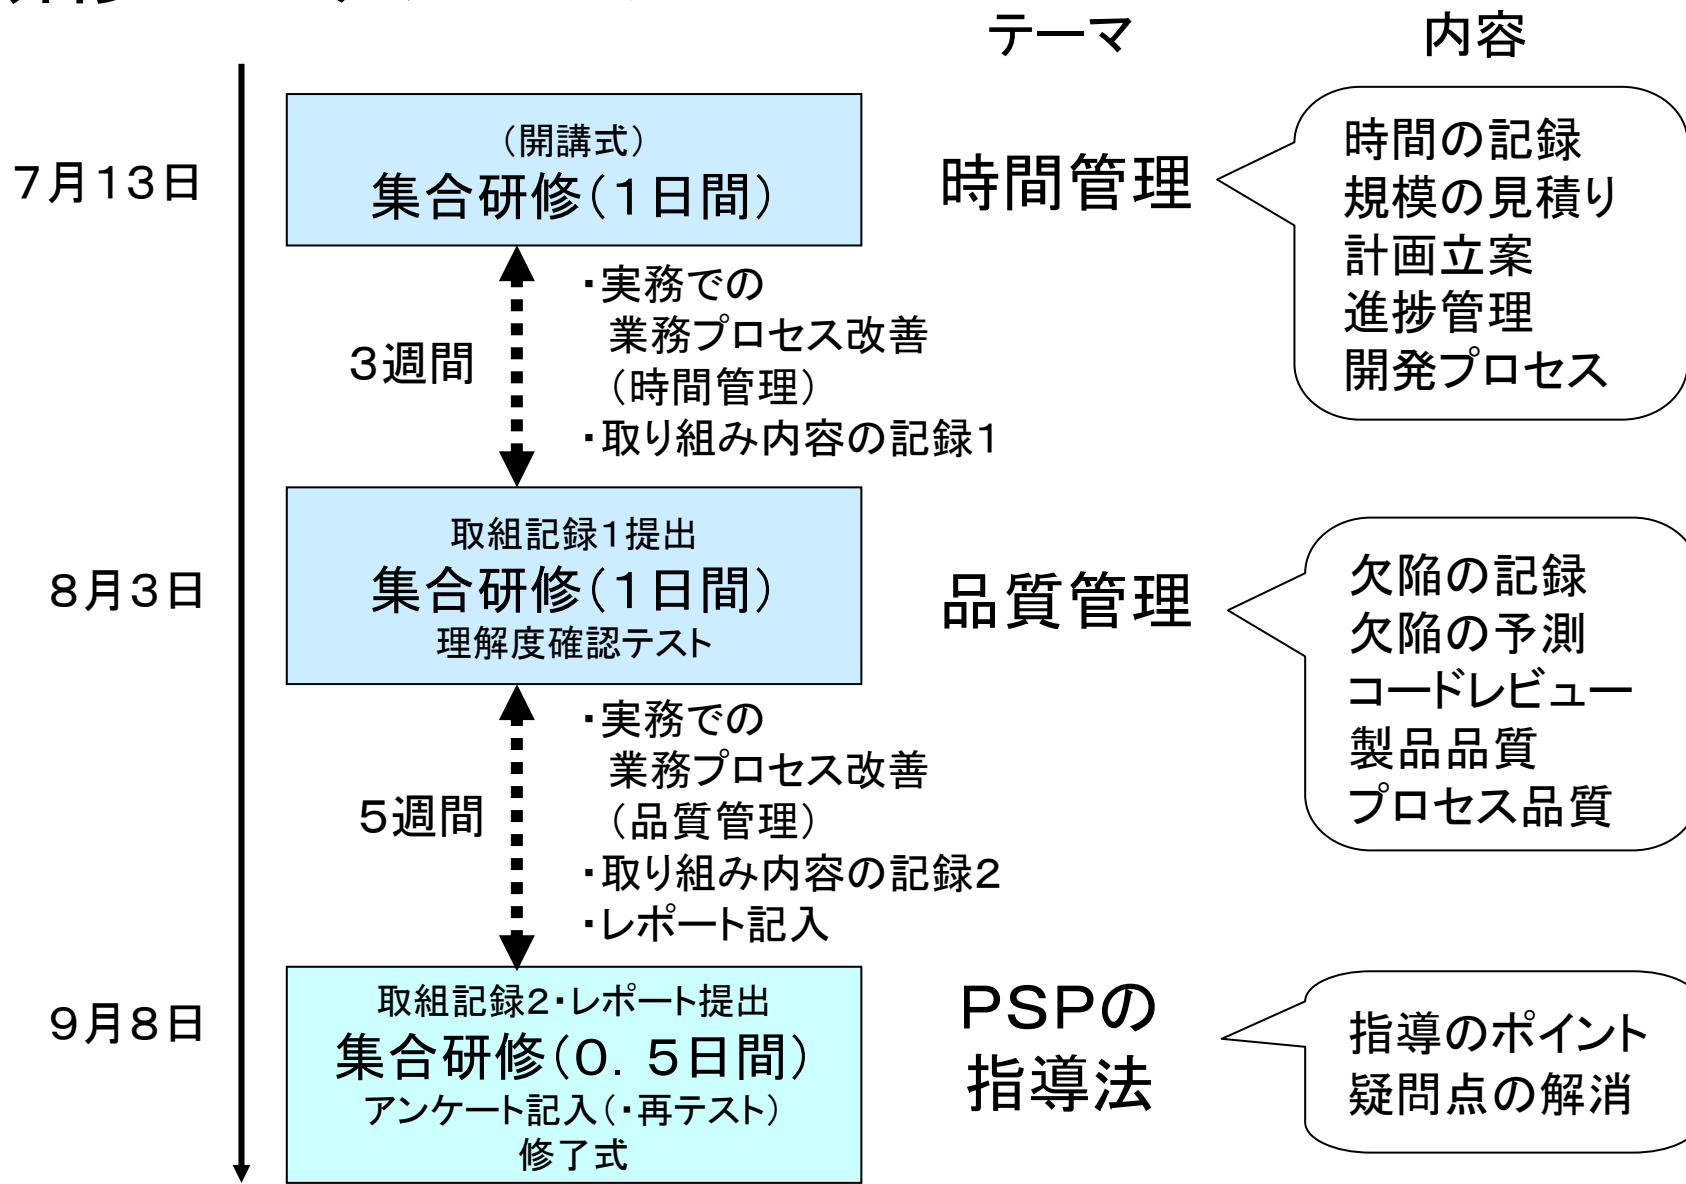 テーマ
内容
7月13日
(開講式)
集合研修(1日間)
時間管理
時間の記録
規模の見積り
計画立案
進捗管理
開発プロセス
3週間
・実務での
業務プロセス改善
(時間管理)
・取り組み内容の記録1
8月3日
取組記録1提出
集合研修(1日間)
理解度確認テスト
品質管理
欠陥の記録
欠陥の予測
コードレビュー
製品品質
プロセス品質
5週間
・実務での
業務プロセス改善
(品質管理)
・取り組み内容の記録2
・レポート記入
9月8日
取組記録2・レポート提出
集合研修(0.5日間)
アンケート記入(・再テスト)
修了式
PSPの
指導法
指導のポイント
疑問点の解消